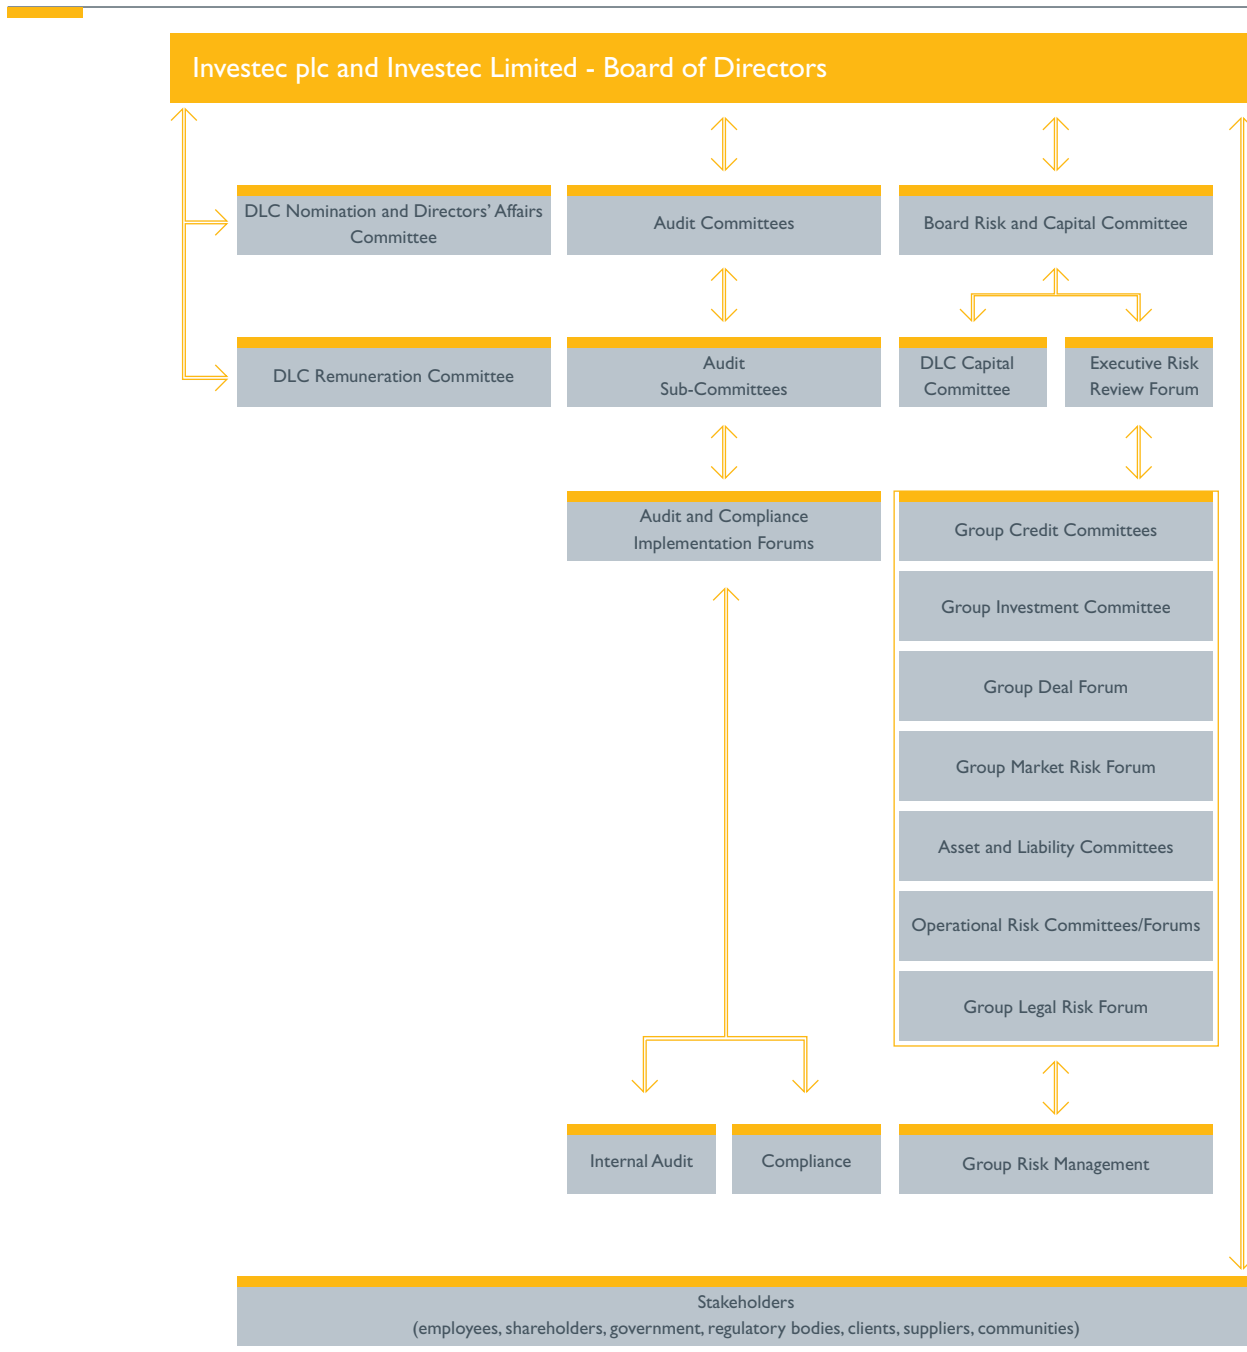 Investec plc and Investec Limited - Board of Directors
DLC Nomination and Directors' Affairs
Committee
Audit Committees
Board Risk and Capital Committee
DLC Remuneration Committee
Audit
Sub-Committees
DLC Capital
Committee
Executive Risk
Review Forum
Audit and Compliance
Implementation Forums
Group Credit Committees
Group Investment Committee
Group Deal Forum
Group Market Risk Forum
Asset and Liability Committees
Operational Risk Committees/Forums
Group Legal Risk Forum
Internal Audit
Compliance
Group Risk Management
Stakeholders
(employees, shareholders, government, regulatory bodies, clients, suppliers, communities)